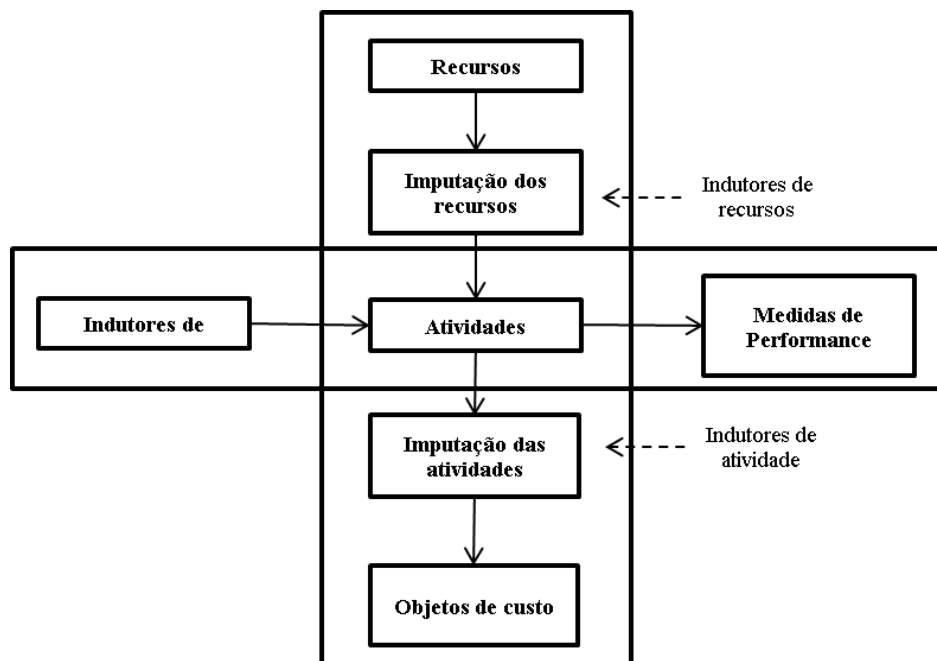 Recursos
Imputação dos
recursos
Indutores de
recursos
Indutores de
Atividades
Medidas de
Performance
Imputação das
atividades
Indutores de
atividade
Objetos de custo